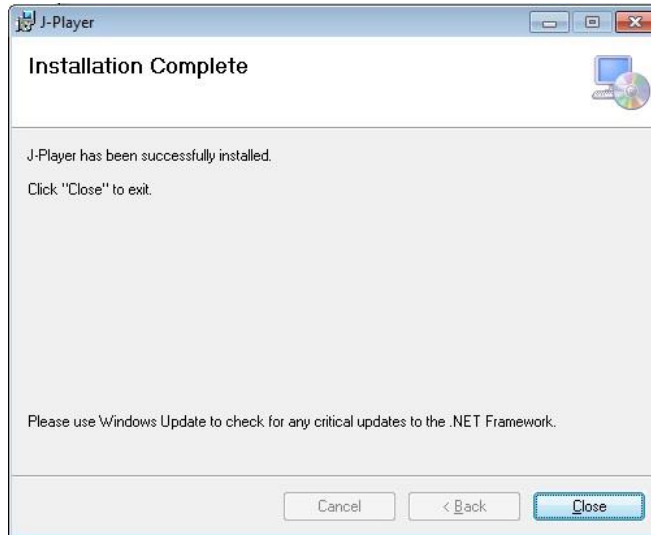 J-Player
Installation Complete
J-Player has been successfully installed.
Click "Close" to exit.
Please use Windows Update to check for any critical updates to the .NET Framework.
Cancel
< Back
Close